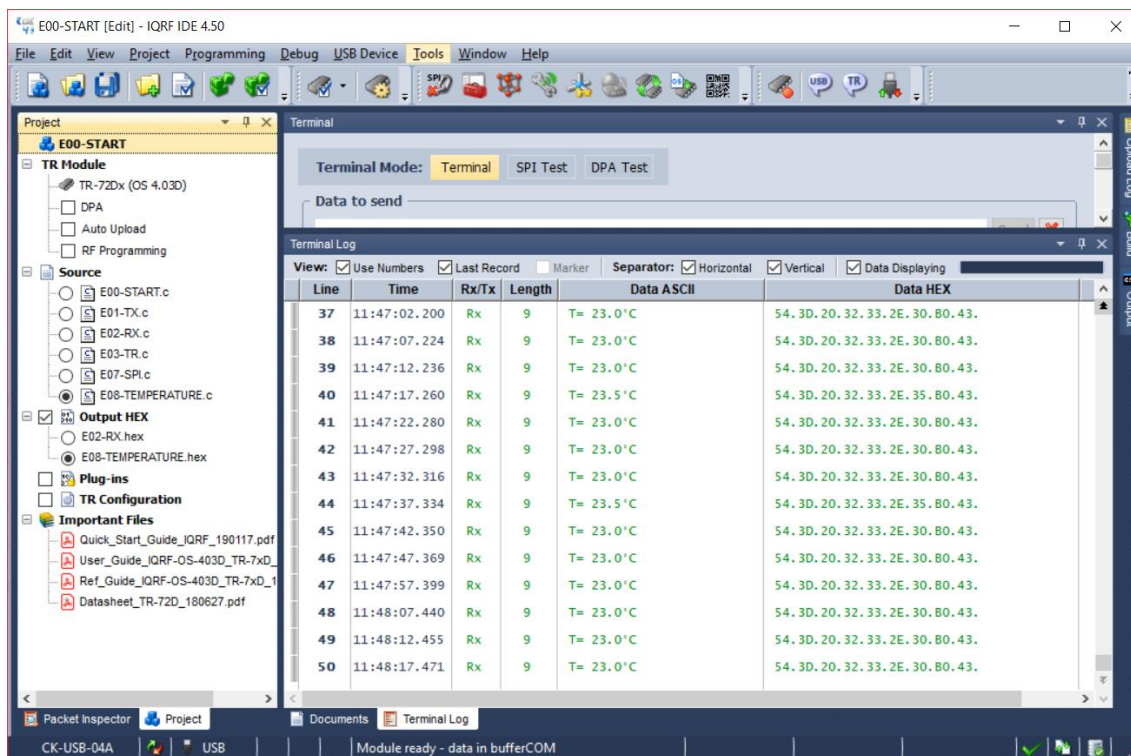 E00-START [Edit] - IQRF IDE 4.50
File Edit View Project Programming Debug USB Device Tools Window Help
Project
E00-START
TR Module
TR-72Dx (OS 4.03D)
DPA
Auto Upload
RF Programming
Source
E00-START.c
E01-TX.c
E02-RX.c
E03-TR.c
E07-SPI.c
E08-TEMPERATURE.c
Output HEX
E02-RX.hex
E08-TEMPERATURE.hex
Plug-ins
TR Configuration
Important Files
Quick_Start_Guide_IQRF_190117.pdf
User_Guide_IQRF-OS-403D_TR-7xD_
Ref_Guide_IQRF-OS-403D_TR-7xD_1
Datasheet_TR-72D_180627.pdf
Packet Inspector Project
Terminal
Terminal Mode: Terminal SPI Test DPA Test
Data to send
Terminal Log
View: Use Numbers Last Record Marker Separator: Horizontal Vertical Data Displaying
Line Time Rx/Tx Length Data ASCII Data HEX
37 11:47:02.200 Rx 9 T= 23.0°C 54.3D.20.32.33.2E.30.B0.43.
38 11:47:07.224 Rx 9 T= 23.0°C 54.3D.20.32.33.2E.30.B0.43.
39 11:47:12.236 Rx 9 T= 23.0°C 54.3D.20.32.33.2E.30.B0.43.
40 11:47:17.260 Rx 9 T= 23.5°C 54.3D.20.32.33.2E.35.B0.43.
41 11:47:22.280 Rx 9 T= 23.0°C 54.3D.20.32.33.2E.30.B0.43.
42 11:47:27.298 Rx 9 T= 23.0°C 54.3D.20.32.33.2E.30.B0.43.
43 11:47:32.316 Rx 9 T= 23.0°C 54.3D.20.32.33.2E.30.B0.43.
44 11:47:37.334 Rx 9 T= 23.5°C 54.3D.20.32.33.2E.35.B0.43.
45 11:47:42.350 Rx 9 T= 23.0°C 54.3D.20.32.33.2E.30.B0.43.
46 11:47:47.369 Rx 9 T= 23.0°C 54.3D.20.32.33.2E.30.B0.43.
47 11:47:57.399 Rx 9 T= 23.0°C 54.3D.20.32.33.2E.30.B0.43.
48 11:48:07.440 Rx 9 T= 23.0°C 54.3D.20.32.33.2E.30.B0.43.
49 11:48:12.455 Rx 9 T= 23.0°C 54.3D.20.32.33.2E.30.B0.43.
50 11:48:17.471 Rx 9 T= 23.0°C 54.3D.20.32.33.2E.30.B0.43.
Documents Terminal Log
Upload Log
Build
Output
CK-USB-04A USB Module ready - data in bufferCOM